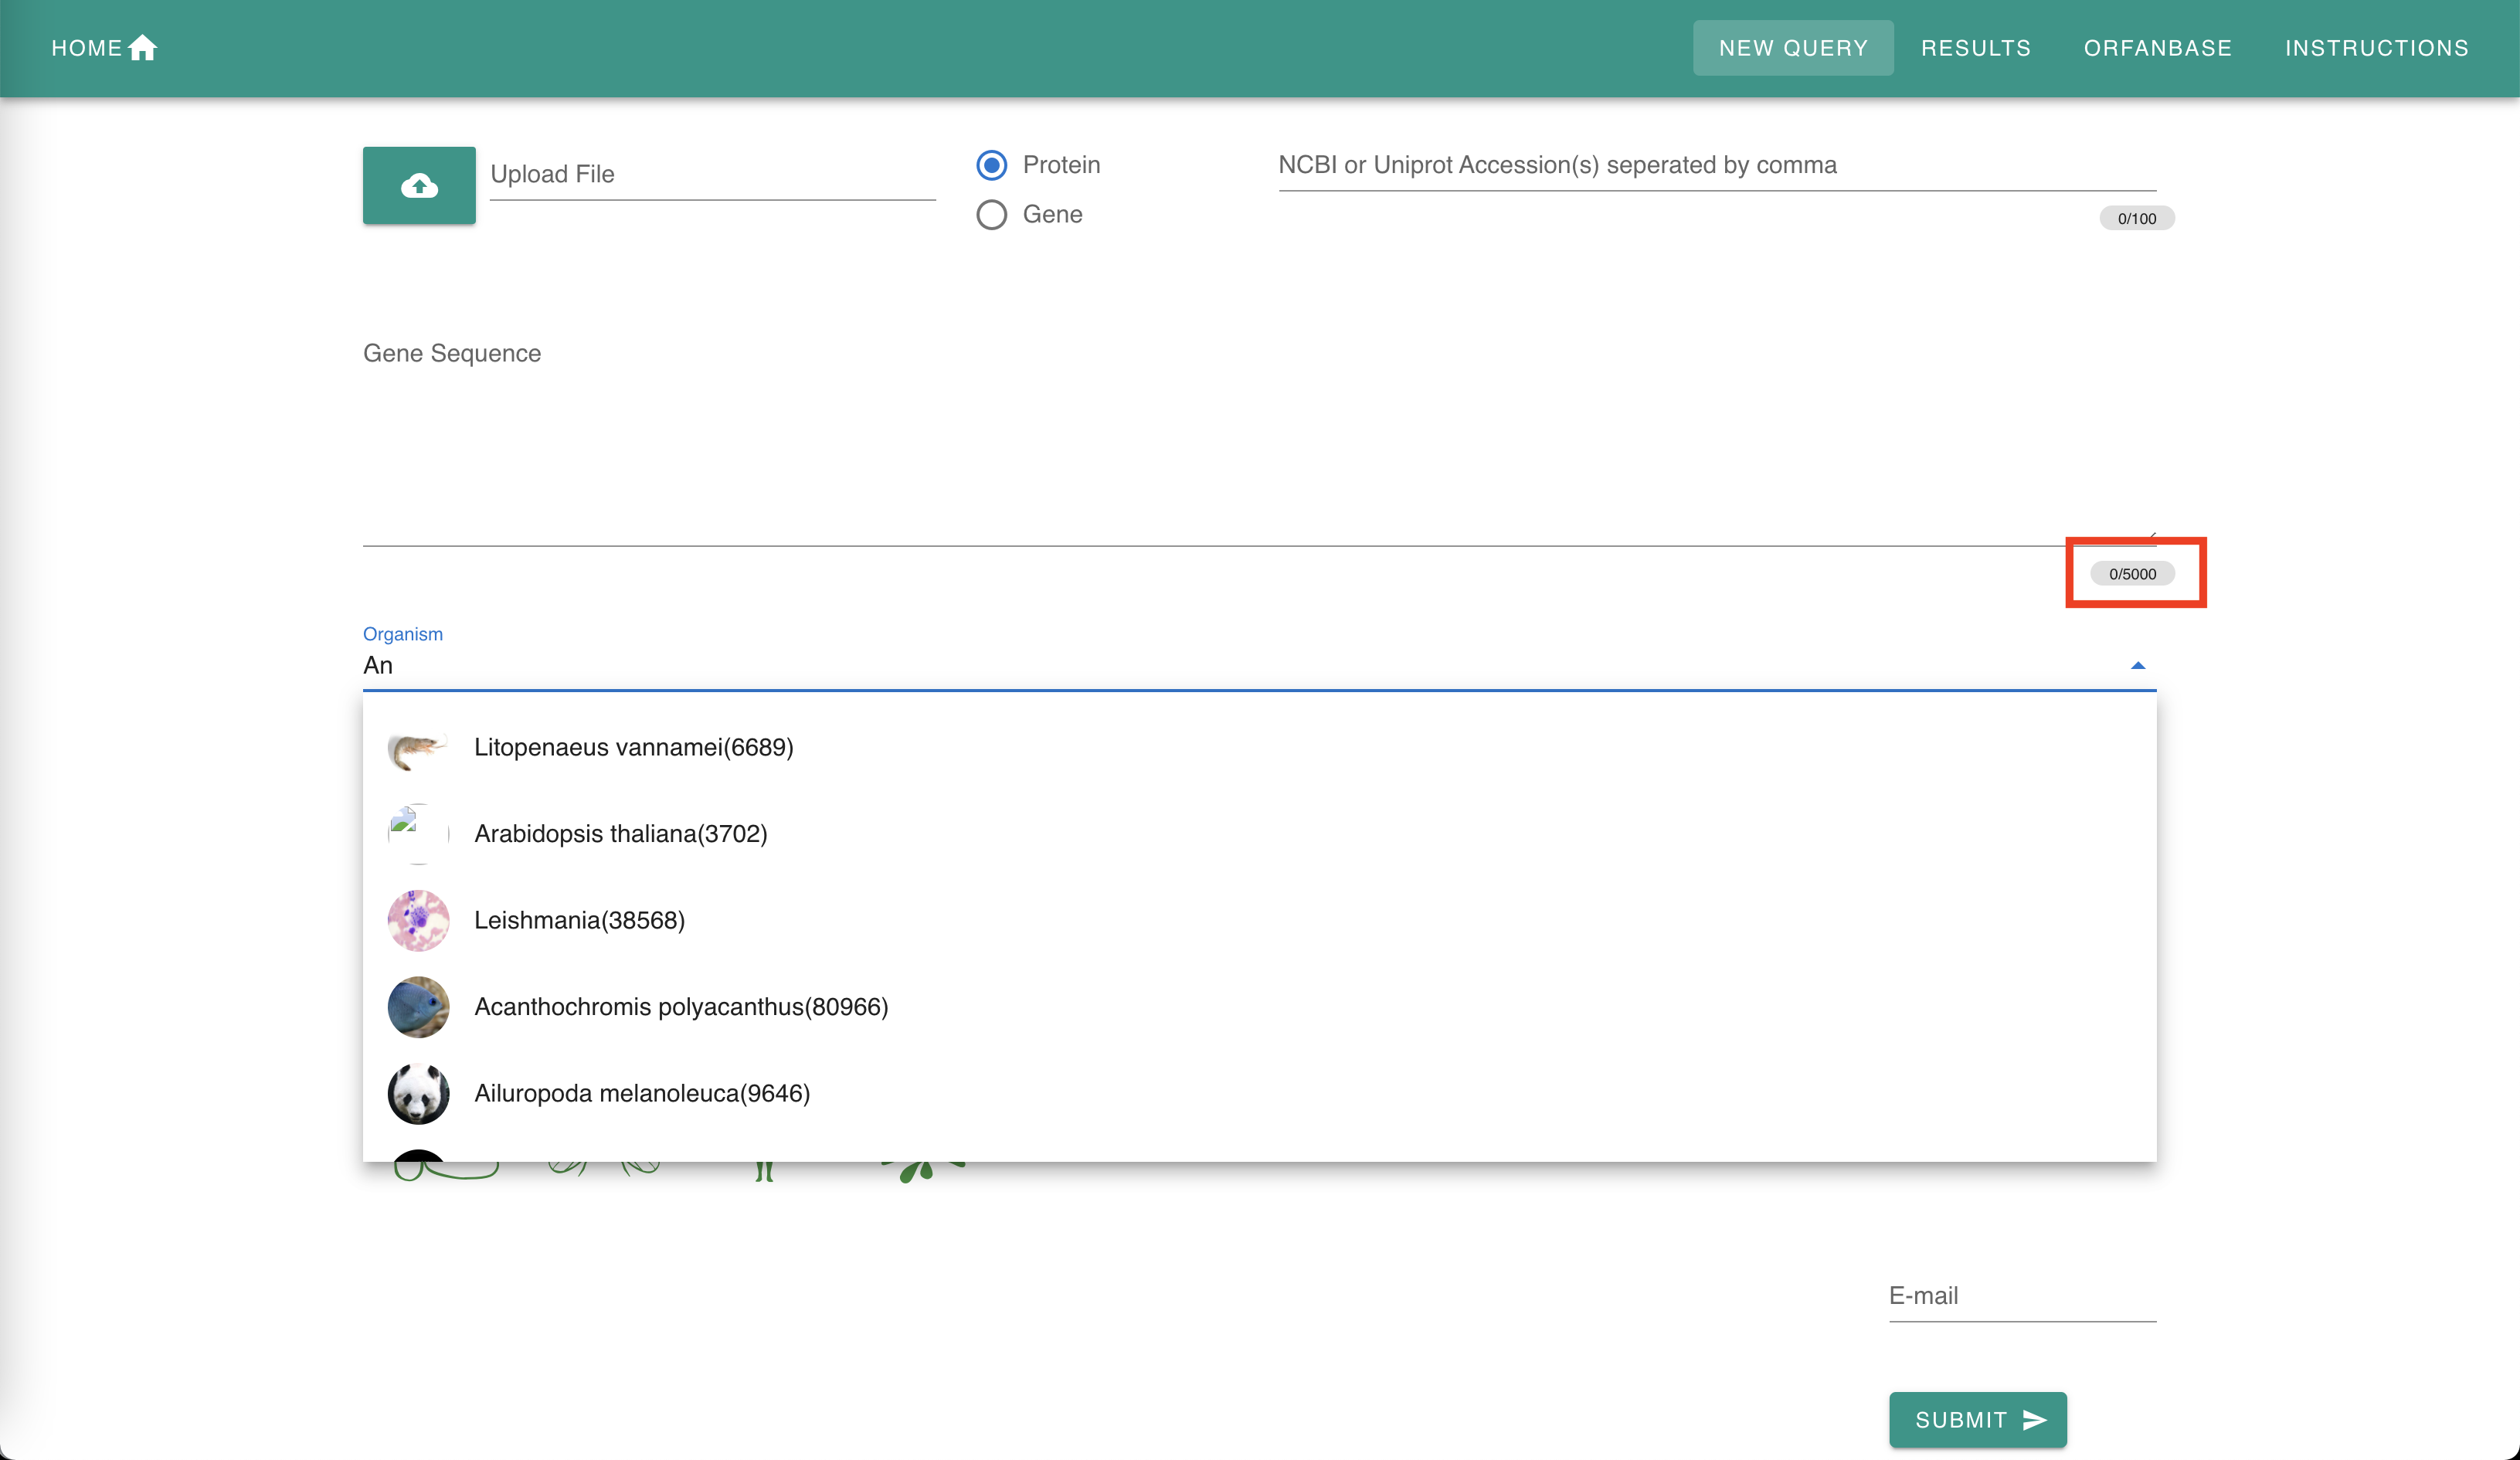 HOME
NEW QUERY
RESULTS
ORFANBASE
INSTRUCTIONS
Upload File
Protein
Gene
NCBI or Uniprot Accession(s) seperated by comma
0/100
Gene Sequence
0/5000
Organism
An
Litopenaeus vannamei(6689)
Arabidopsis thaliana(3702)
Leishmania(38568)
Acanthochromis polyacanthus(80966)
Ailuropoda melanoleuca(9646)
E-mail
SUBMIT